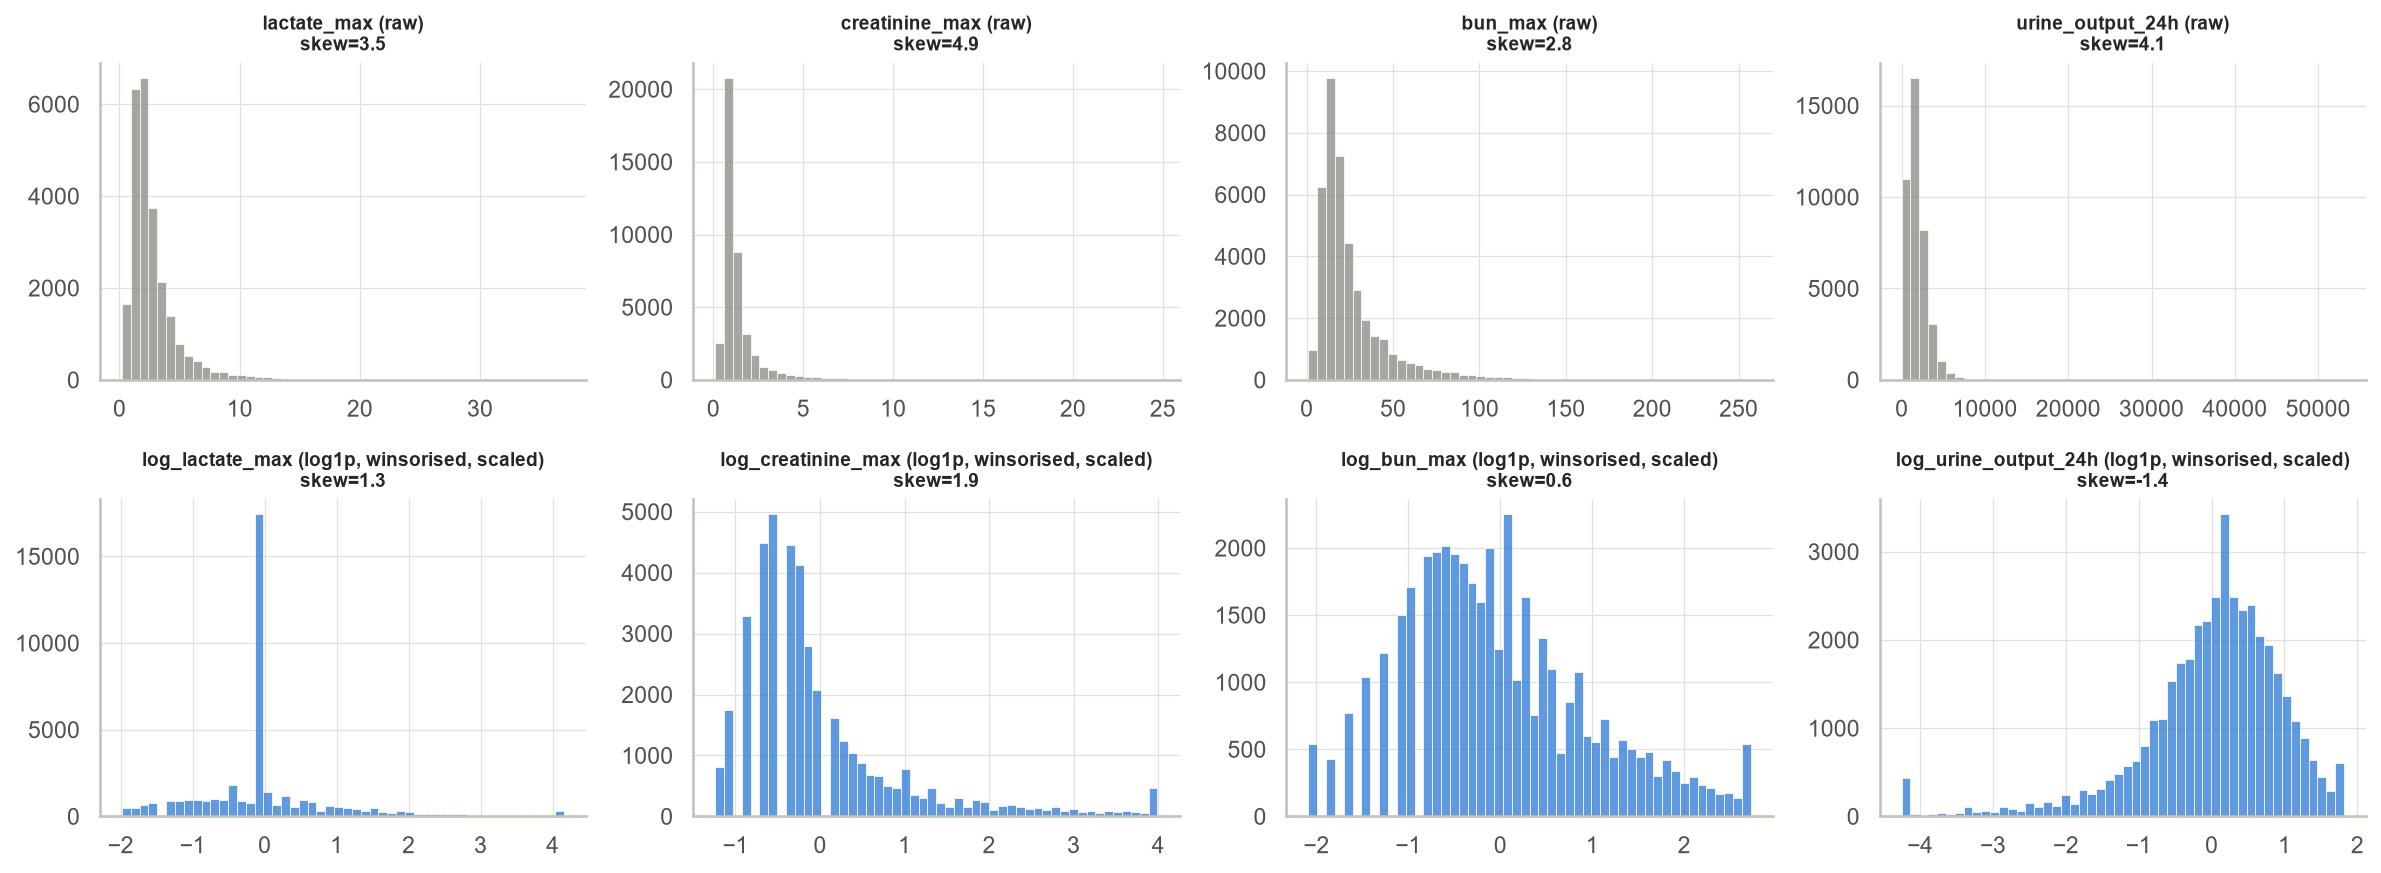 lactate_max (raw)
skew=3.5
creatinine_max (raw)
skew=4.9
bun_max (raw)
skew=2.8
urine_output_24h (raw)
skew=4.1
6000
4000
2000
0
0 10 20 30
20000
15000
10000
5000
0
0 5 10 15 20 25
10000
8000
6000
4000
2000
0
0 50 100 150 200 250
15000
10000
5000
0
0 10000 20000 30000 40000 50000
log_lactate_max (log1p, winsorised, scaled)
skew=1.3
log_creatinine_max (log1p, winsorised, scaled)
skew=1.9
log_bun_max (log1p, winsorised, scaled)
skew=0.6
log_urine_output_24h (log1p, winsorised, scaled)
skew=-1.4
15000
10000
5000
0
−2 −1 0 1 2 3 4
5000
4000
3000
2000
1000
0
−1 0 1 2 3 4
2000
1500
1000
500
0
−2 −1 0 1 2
3000
2000
1000
0
−4 −3 −2 −1 0 1 2